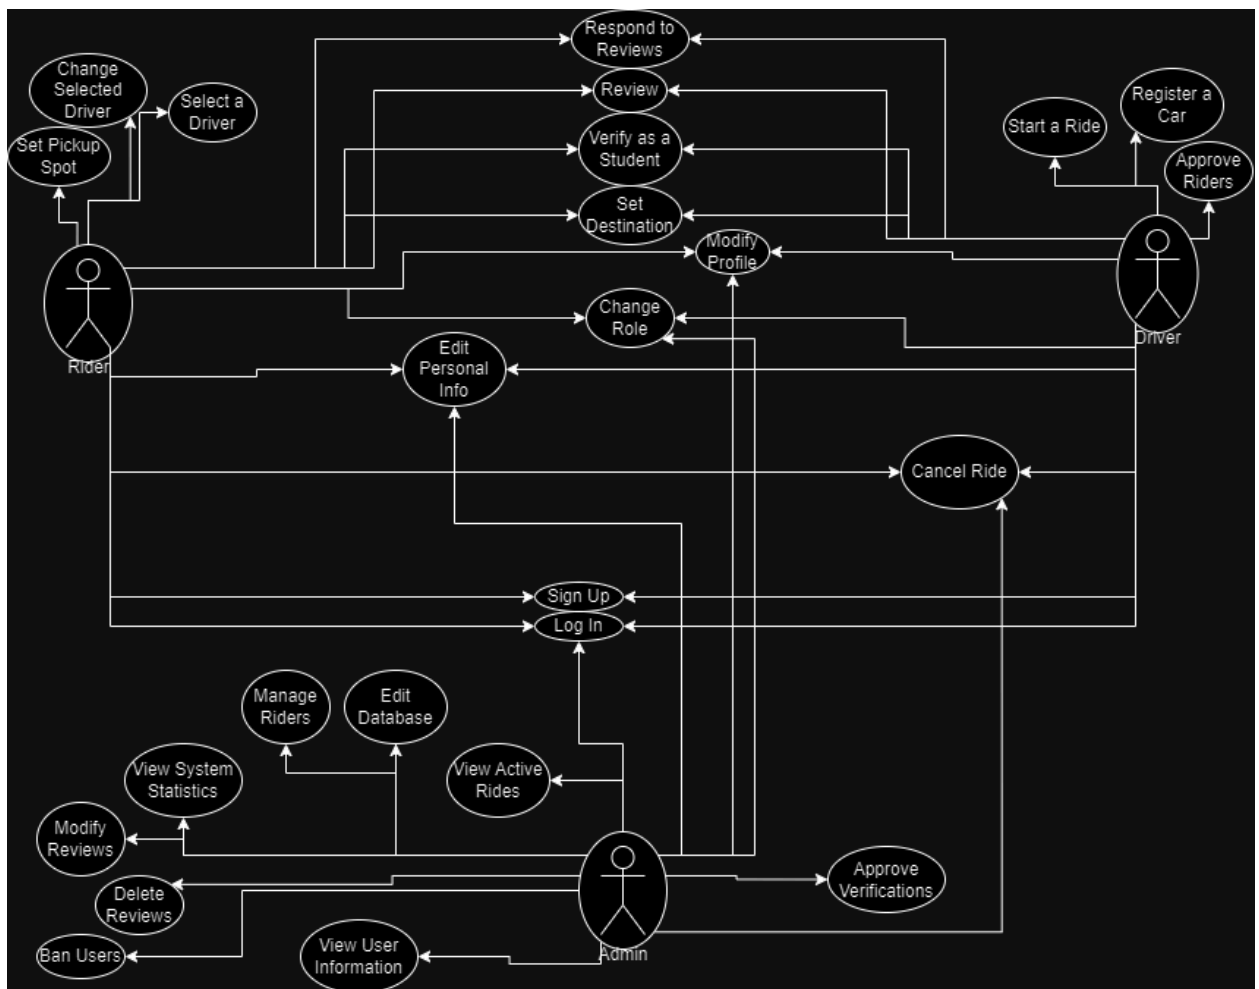 Respond to
Reviews
Change
Selected
Driver
Select a
Driver
Review
Register a
Car
Start a Ride
Set Pickup
Spot
Verify as a
Student
Approve
Riders
Set
Destination
Modify
Profile
Change
Role
Rider
Driver
Edit
Personal
Info
Cancel Ride
Sign Up
Log In
Manage
Riders
Edit
Database
View System
Statistics
View Active
Rides
Modify
Reviews
Approve
Verifications
Delete
Reviews
Ban Users
View User
Information
Admin